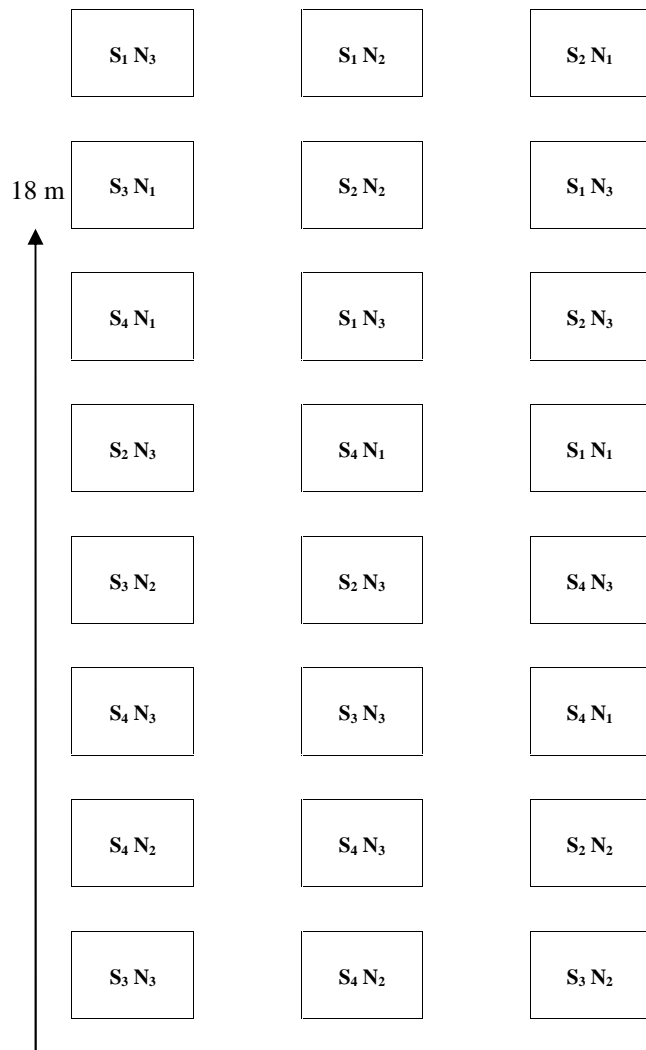 S₁ N₃ S₁ N₂ S₂ N₁
18 m S₃ N₁ S₂ N₂ S₁ N₃
S₄ N₁ S₁ N₃ S₂ N₃
S₂ N₃ S₄ N₁ S₁ N₁
S₃ N₂ S₂ N₃ S₄ N₃
S₄ N₃ S₃ N₃ S₄ N₁
S₄ N₂ S₄ N₃ S₂ N₂
S₃ N₃ S₄ N₂ S₃ N₂